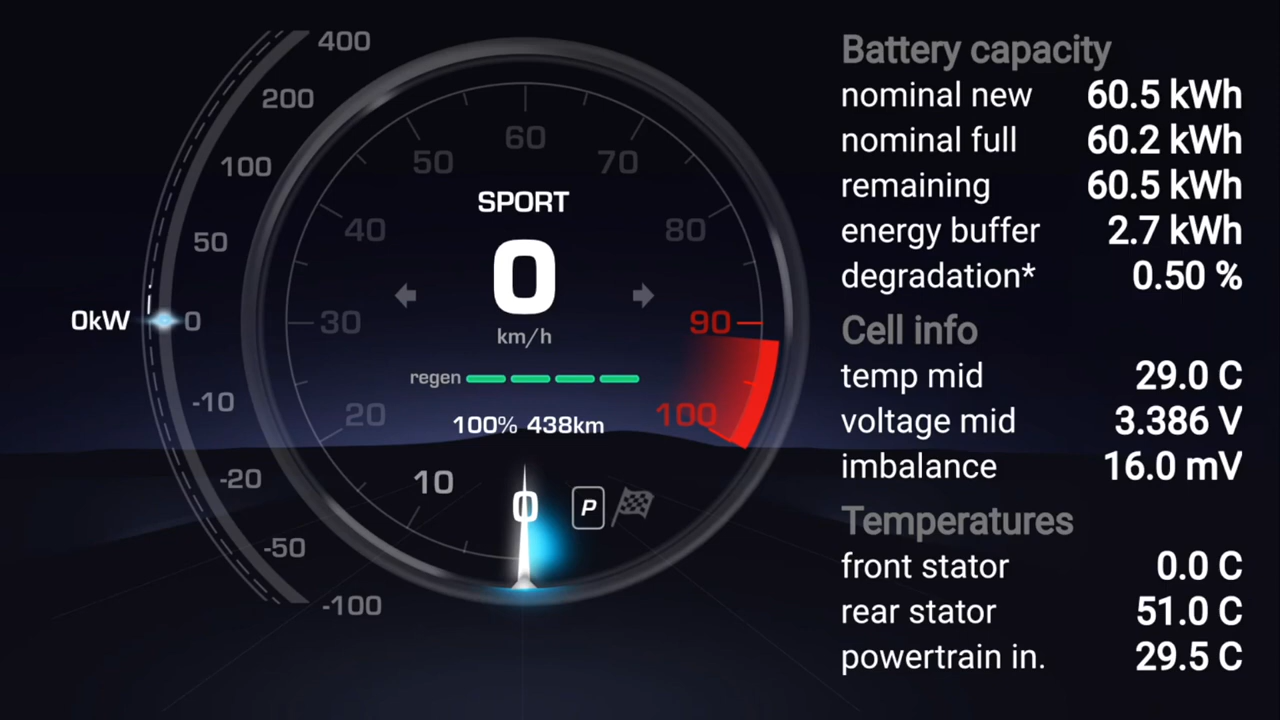 400
200
100
50
0kW 0
-10
-20
-50
-100
60
50 70
40 80
30 90
20 100
10 0
SPORT
0
km/h
regen
100% 438km
P
Battery capacity
nominal new 60.5 kWh
nominal full 60.2 kWh
remaining 60.5 kWh
energy buffer 2.7 kWh
degradation* 0.50 %
Cell info
temp mid 29.0 C
voltage mid 3.386 V
imbalance 16.0 mV
Temperatures
front stator 0.0 C
rear stator 51.0 C
powertrain in. 29.5 C